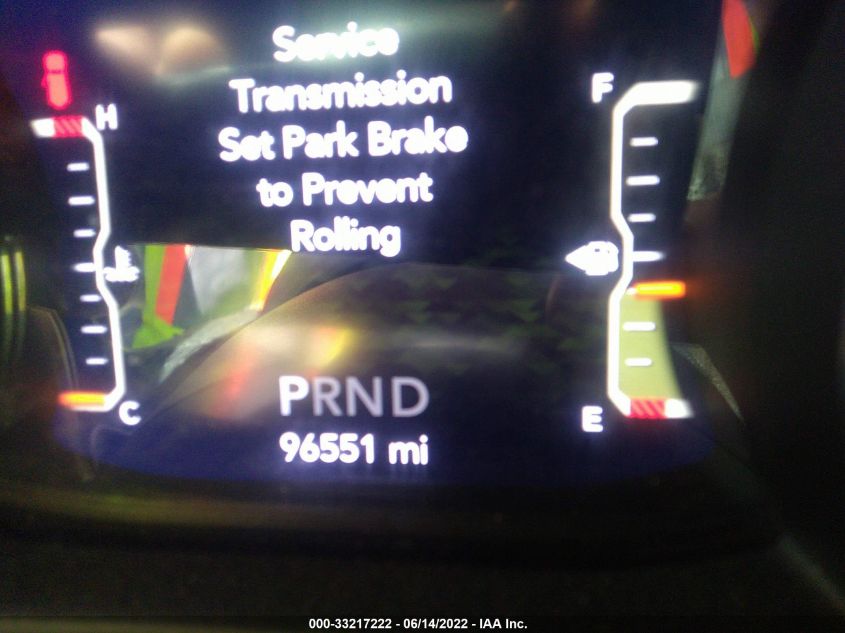 Service
Transmission
Set Park Brake
to Prevent
Rolling
H
F
C
E
PRND
96551 mi
000-33217222 - 06/14/2022 - IAA Inc.